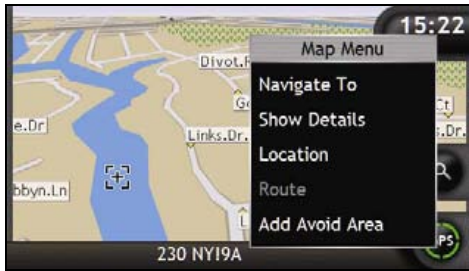 15:22
Map Menu
Divot.
Navigate To
Show Details
e.Dr
Links.Dr.
Location
bbyn.Ln
Route
Add Avoid Area
230 NY19A